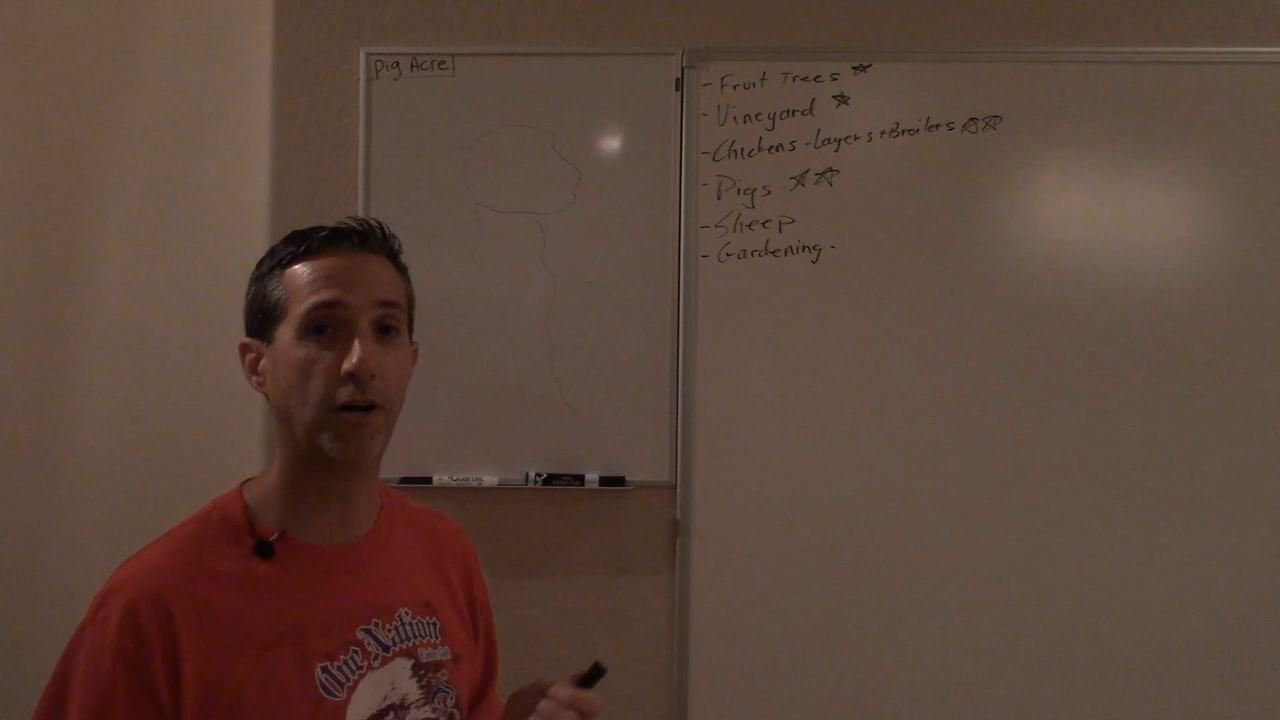 Pig Acre
- Fruit Trees ☆
- Vineyard ☆
- Chickens - Layers + Broilers ☆☆
- Pigs ☆☆
- Sheep
- Gardening -
One Nation